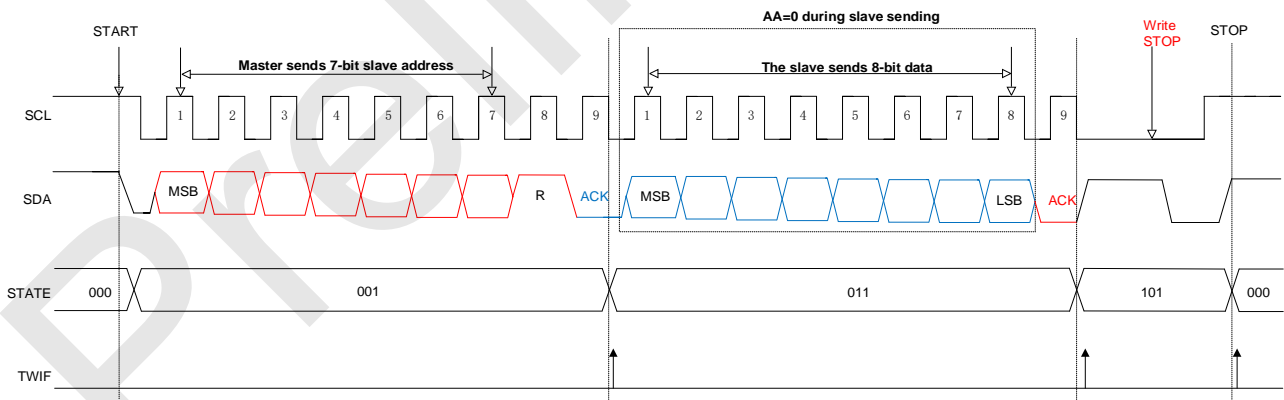 AA=0 during slave sending
START
Write
STOP
STOP
Master sends 7-bit slave address
The slave sends 8-bit data
SCL
1 2 3 4 5 6 7 8 9 1 2 3 4 5 6 7 8 9
SDA
MSB R ACK MSB LSB ACK
STATE
000 001 011 101 000
TWIF